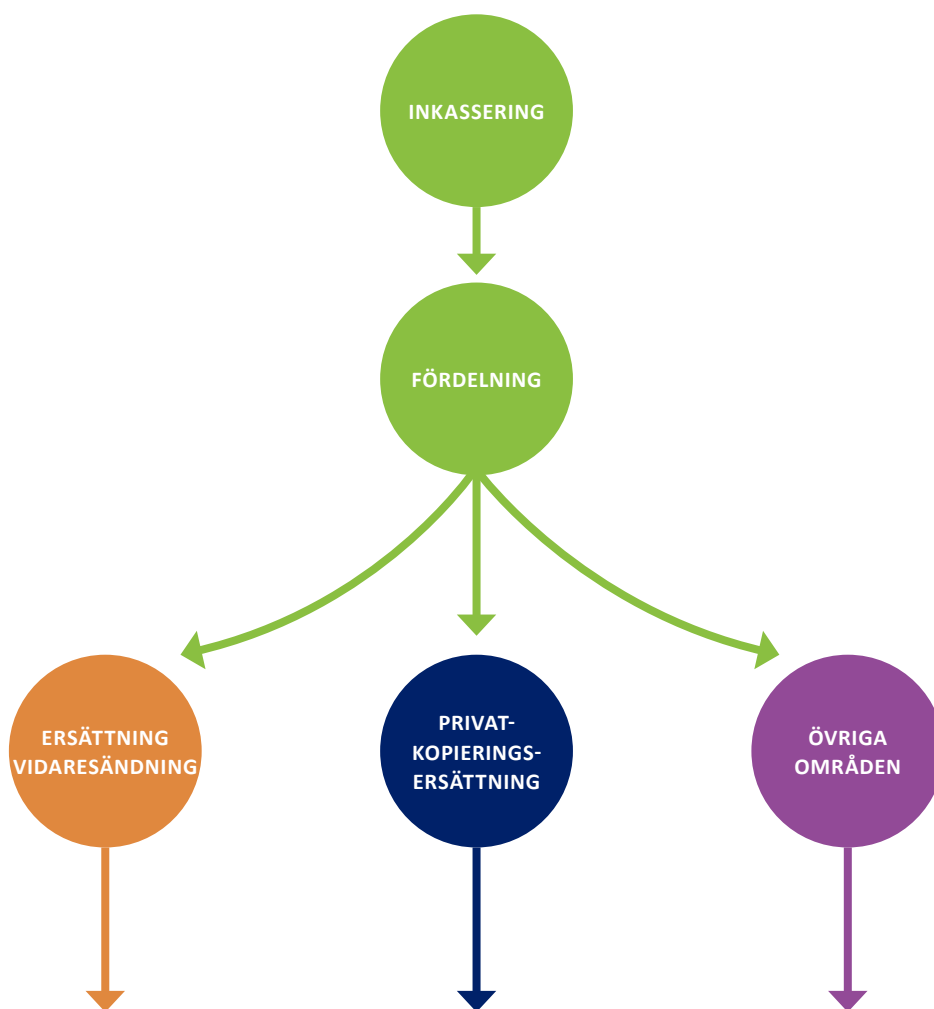 INKASSERING
FÖRDELNING
ERSÄTTNING
VIDARESÄNDNING
PRIVAT-
KOPIERINGS-
ERSÄTTNING
ÖVRIGA
OMRÅDEN